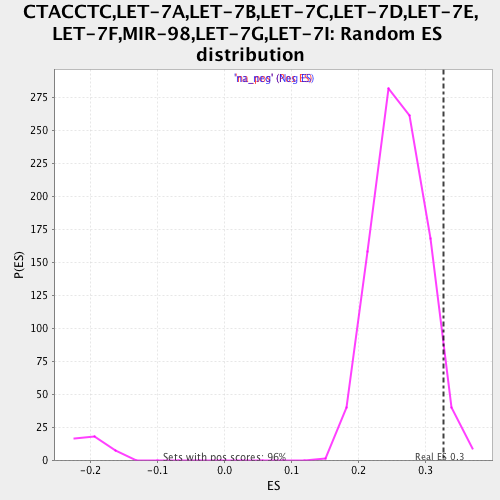 CTACCTC,LET-7A,LET-7B,LET-7C,LET-7D,LET-7E,
LET-7F,MIR-98,LET-7G,LET-7I: Random ES
distribution
275
250
225
200
175
150
125
100
75
50
25
0
P(ES)
Sets with pos scores: 96%
Real ES 0.3
-0.2
-0.1
0.0
0.1
0.2
0.3
ES